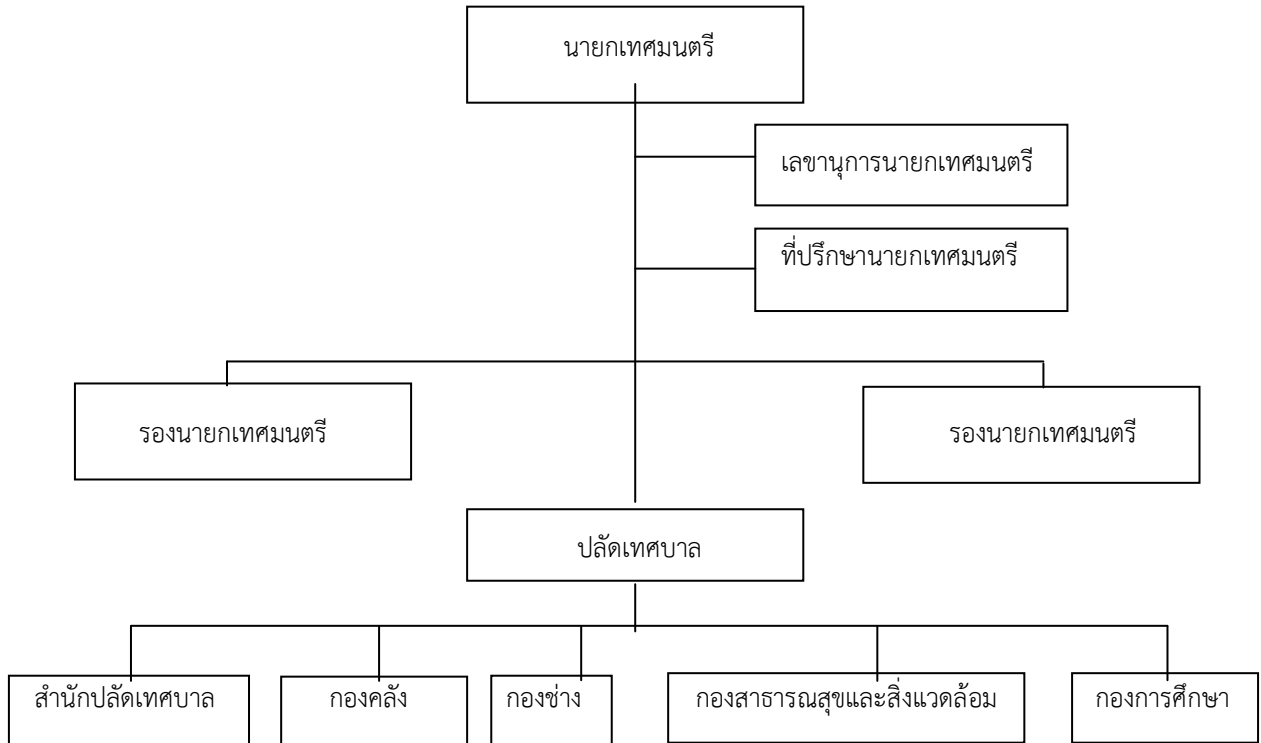 นายกเทศมนตรี
เลขานุการนายกเทศมนตรี
ที่ปรึกษานายกเทศมนตรี
รองนายกเทศมนตรี
รองนายกเทศมนตรี
ปลัดเทศบาล
สำนักปลัดเทศบาล
กองคลัง
กองช่าง
กองสาธารณสุขและสิ่งแวดล้อม
กองการศึกษา